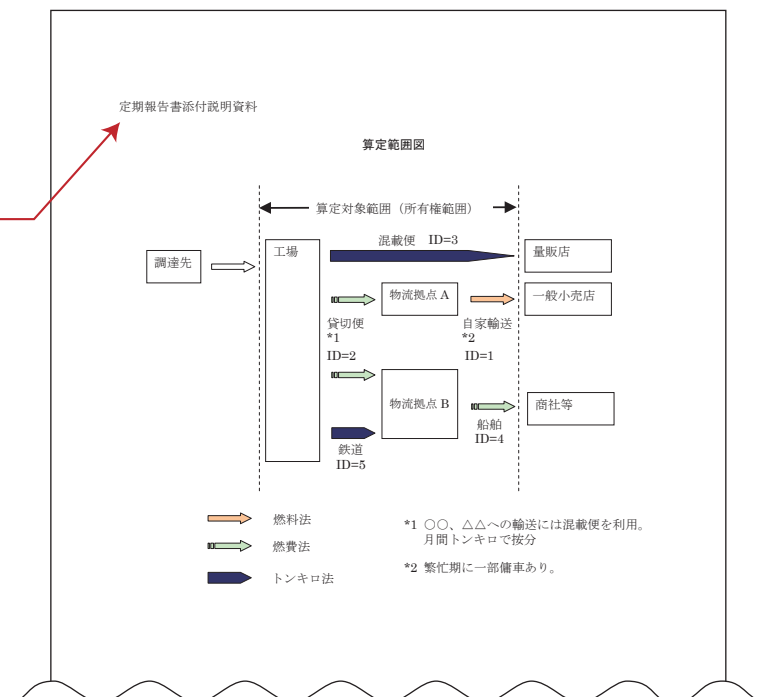 定期報告書添付説明資料
算定範囲図
算定対象範囲（所有権範囲）
調達先
工場
混載便 ID=3
量販店
物流拠点 A
一般小売店
貸切便
*1
ID=2
自家輸送
*2
ID=1
物流拠点 B
商社等
船舶
ID=4
鉄道
ID=5
燃料法
燃費法
トンキロ法
*1 〇〇、△△への輸送には混載便を利用。
月間トンキロで按分
*2 繁忙期に一部傭車あり。